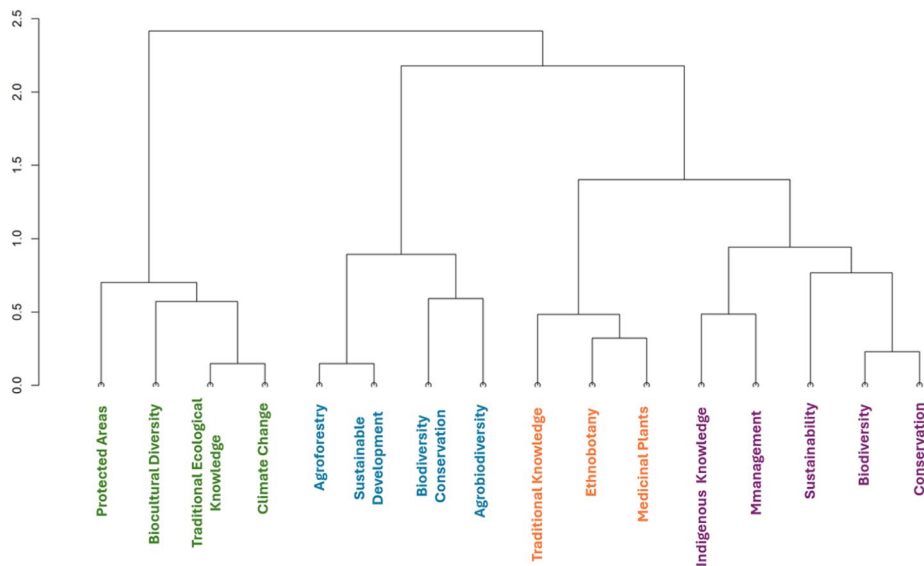 2.5
2.0
1.5
1.0
0.5
0.0
Protected Areas
Biocultural Diversity
Traditional Ecological
Knowledge
Climate Change
Agroforestry
Sustainable
Development
Biodiversity
Conservation
Agrobiodiversity
Traditional Knowledge
Ethnobotany
Medicinal Plants
Indigenous Knowledge
Mmanagement
Sustainability
Biodiversity
Conservation